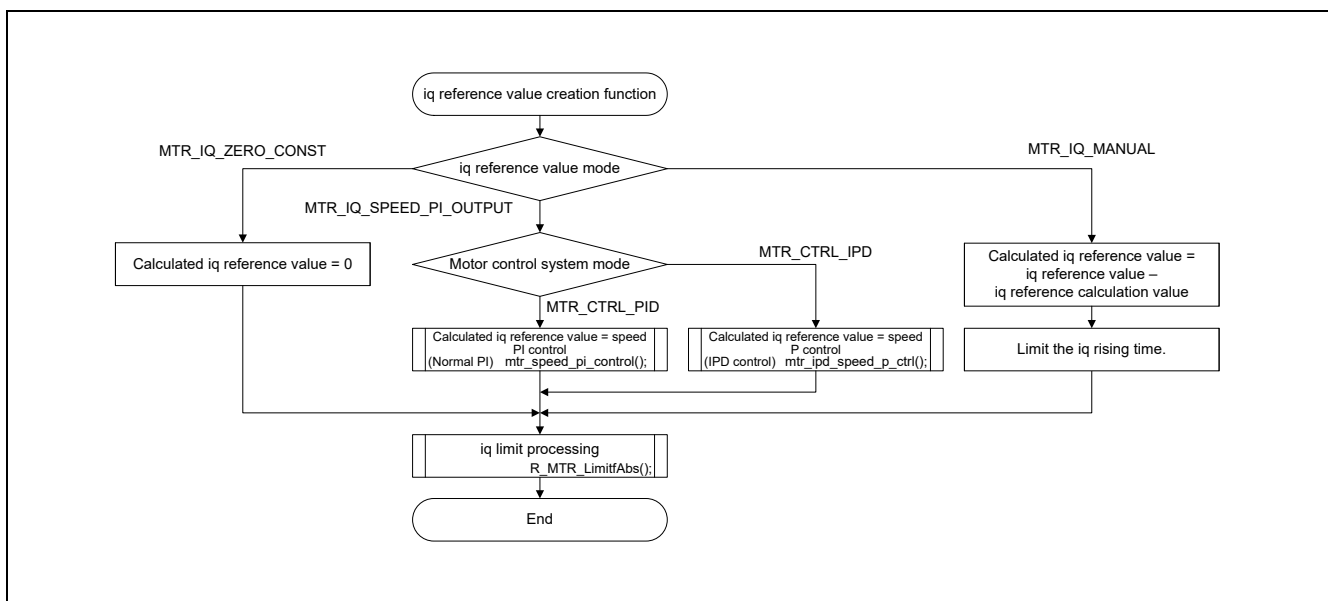 iq reference value creation function
MTR_IQ_ZERO_CONST
iq reference value mode
MTR_IQ_MANUAL
MTR_IQ_SPEED_PI_OUTPUT
Calculated iq reference value = 0
Motor control system mode
MTR_CTRL_IPD
Calculated iq reference value =
iq reference value –
iq reference calculation value
MTR_CTRL_PID
Calculated iq reference value = speed
PI control
(Normal PI) mtr_speed_pi_control();
Calculated iq reference value = speed
P control
(IPD control) mtr_ipd_speed_p_ctrl();
Limit the iq rising time.
iq limit processing
R_MTR_LimitfAbs();
End